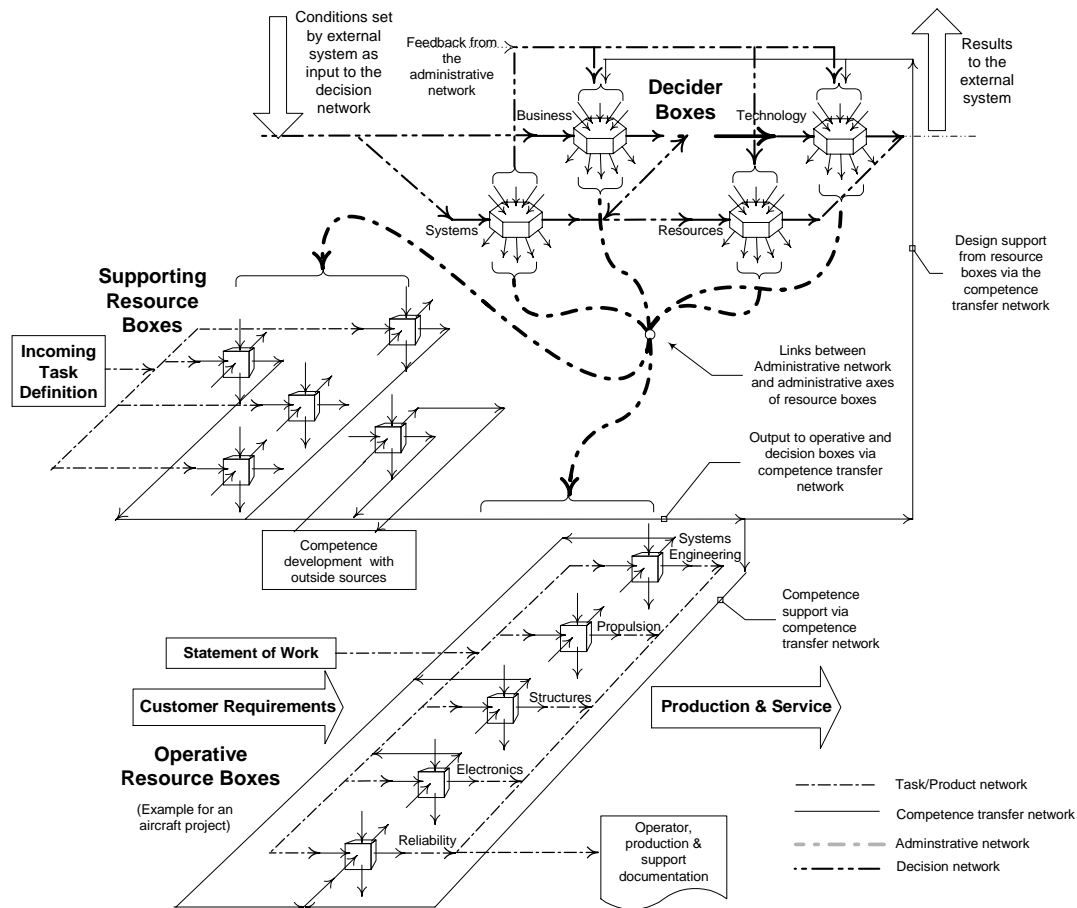 Conditions set
by external
system as
input to the
decision
network
Feedback from
the
administrative
network
Results
to the
external
system
Decider
Boxes
Business
Technology
Systems
Resources
Design support
from resource
boxes via the
competence
transfer network
Supporting
Resource
Boxes
Incoming
Task
Definition
Links between
Administrative network
and administrative axes
of resource boxes
Output to operative and
decision boxes via
competence transfer
network
Competence
development with
outside sources
Systems
Engineering
Propulsion
Structures
Electronics
Reliability
Competence
support via
competence
transfer network
Statement of Work
Customer Requirements
Production & Service
Operative
Resource Boxes
(Example for an
aircraft project)
Operator,
production &
support
documentation
Task/Product network
Competence transfer network
Adminstrative network
Decision network